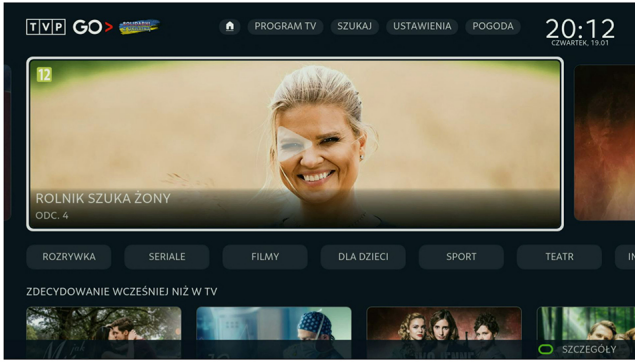 TVP GO>
PROGRAM TV
SZUKAJ
USTAWIENIA
POGODA
20:12
CZWARTEK, 19.01
12
ROLNIK SZUKA ŻONY
ODC. 4
ROZRYWKA
SERIALE
FILMY
DLA DZIECI
SPORT
TEATR
ZDECYDOWANIE WCZEŚNIEJ NIŻ W TV
SZCZEGÓŁY